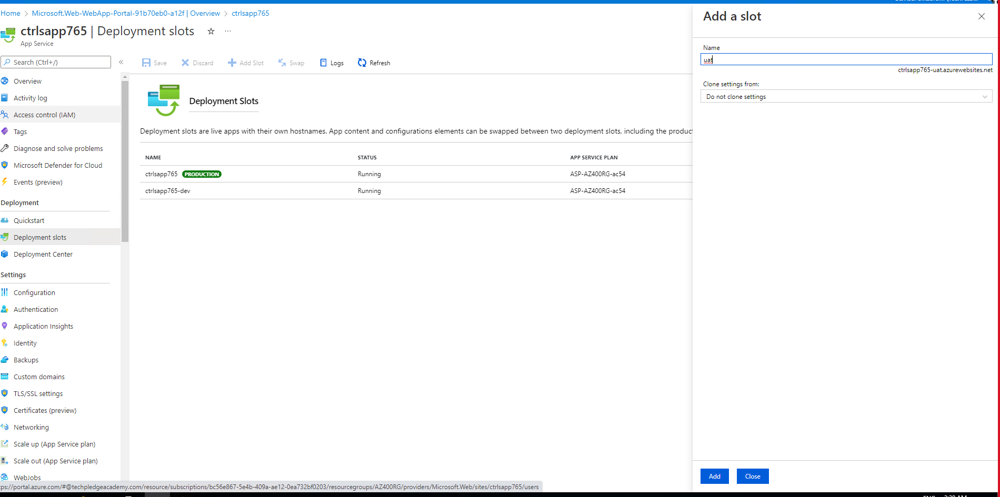 Home > Microsoft.Web-WebApp-Portal-91b70eb0-a12f | Overview > ctrlsapp765
ctrlsapp765 | Deployment slots
App Service
Search (Ctrl+/)
Overview
Activity log
Access control (IAM)
Tags
Diagnose and solve problems
Microsoft Defender for Cloud
Events (preview)
Deployment
Quickstart
Deployment slots
Deployment Center
Settings
Configuration
Authentication
Application Insights
Identity
Backups
Custom domains
TLS/SSL settings
Certificates (preview)
Networking
Scale up (App Service plan)
Scale out (App Service plan)
WebJobs
Save Discard Add Slot Swap Logs Refresh
Deployment Slots
Deployment slots are live apps with their own hostnames. App content and configurations elements can be swapped between two deployment slots, including the product
NAME STATUS APP SERVICE PLAN
ctrlsapp765 PRODUCTION Running ASP-AZ400RG-ac54
ctrlsapp765-dev Running ASP-AZ400RG-ac54
Add a slot
Name
uat
ctrlsapp765-uat.azurewebsites.net
Clone settings from:
Do not clone settings
Add Close
ps://portal.azure.com/#@techpledgeacademy.com/resource/subscriptions/bc56e867-5e4b-409a-ae12-0ea732bf0203/resourcegroups/AZ400RG/providers/Microsoft.Web/sites/ctrlsapp765/users